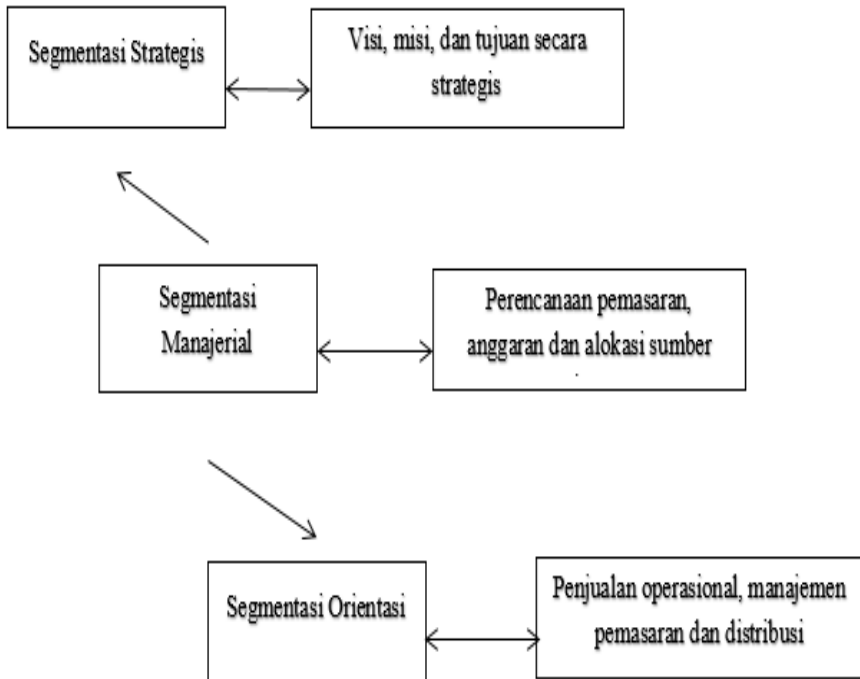 Segmentasi Strategis
Visi, misi, dan tujuan secara
strategis
Segmentasi
Manajerial
Perencanaan pemasaran,
anggaran dan alokasi sumber
Segmentasi Orientasi
Penjualan operasional, manajemen
pemasaran dan distribusi